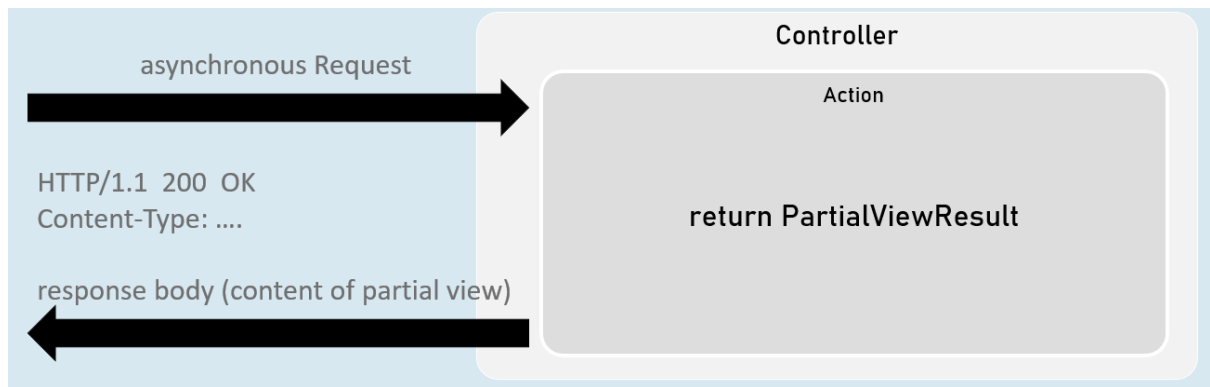 Controller
asynchronous Request
Action
HTTP/1.1 200 OK
Content-Type: ....
return PartialViewResult
response body (content of partial view)